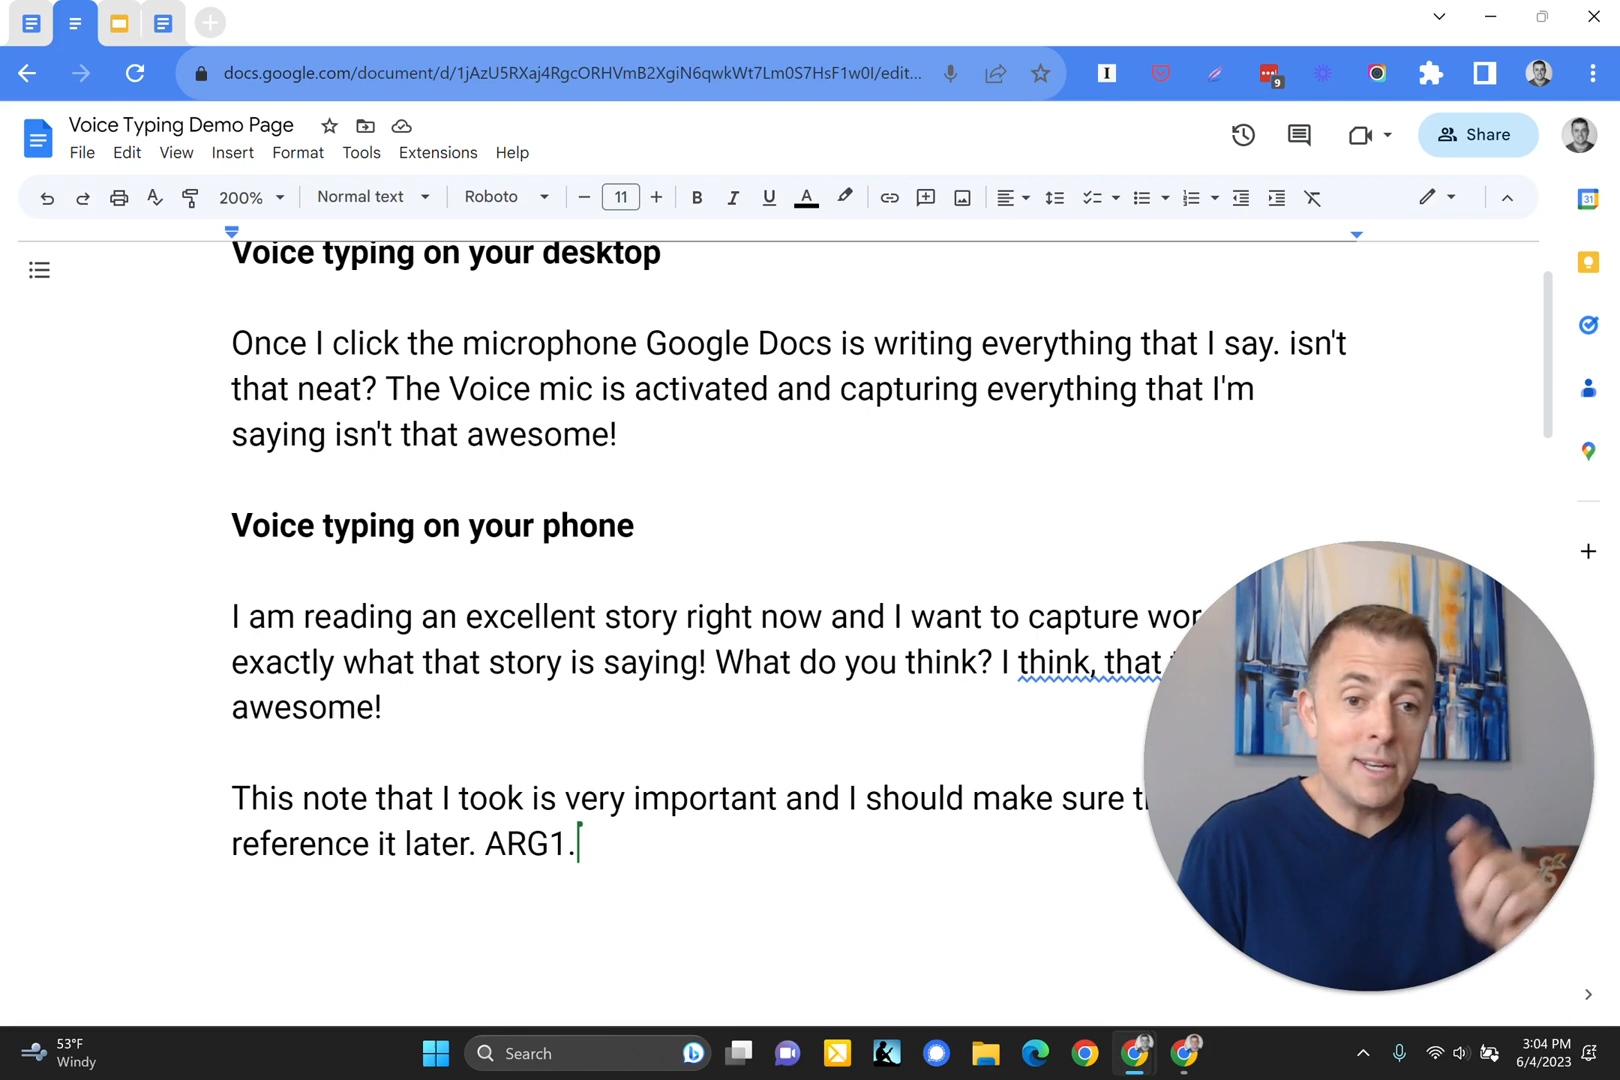 docs.google.com/document/d/1jAzU5RXaj4RgcORHVmB2XgiN6qwkWt7Lm0S7HsF1w0I/edit...
9
Voice Typing Demo Page
File Edit View Insert Format Tools Extensions Help
Share
200% Normal text Roboto 11 B I U A
31
Voice typing on your desktop
Once I click the microphone Google Docs is writing everything that I say. isn't
that neat? The Voice mic is activated and capturing everything that I'm
saying isn't that awesome!
Voice typing on your phone
I am reading an excellent story right now and I want to capture
exactly what that story is saying! What do you think? I think, that
awesome!
This note that I took is very important and I should make sure
reference it later. ARG1.
53°F
Windy
Search
3:04 PM
6/4/2023